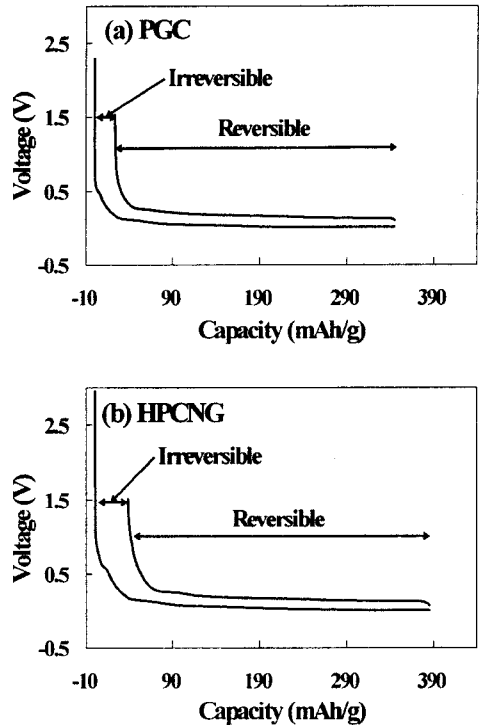 (a) PGC
2.5
Irreversible
1.5
Reversible
Voltage (V)
0.5
-0.5
-10 90 190 290 390
Capacity (mAh/g)
(b) HPCNG
2.5
Irreversible
1.5
Reversible
Voltage (V)
0.5
-0.5
-10 90 190 290 390
Capacity (mAh/g)